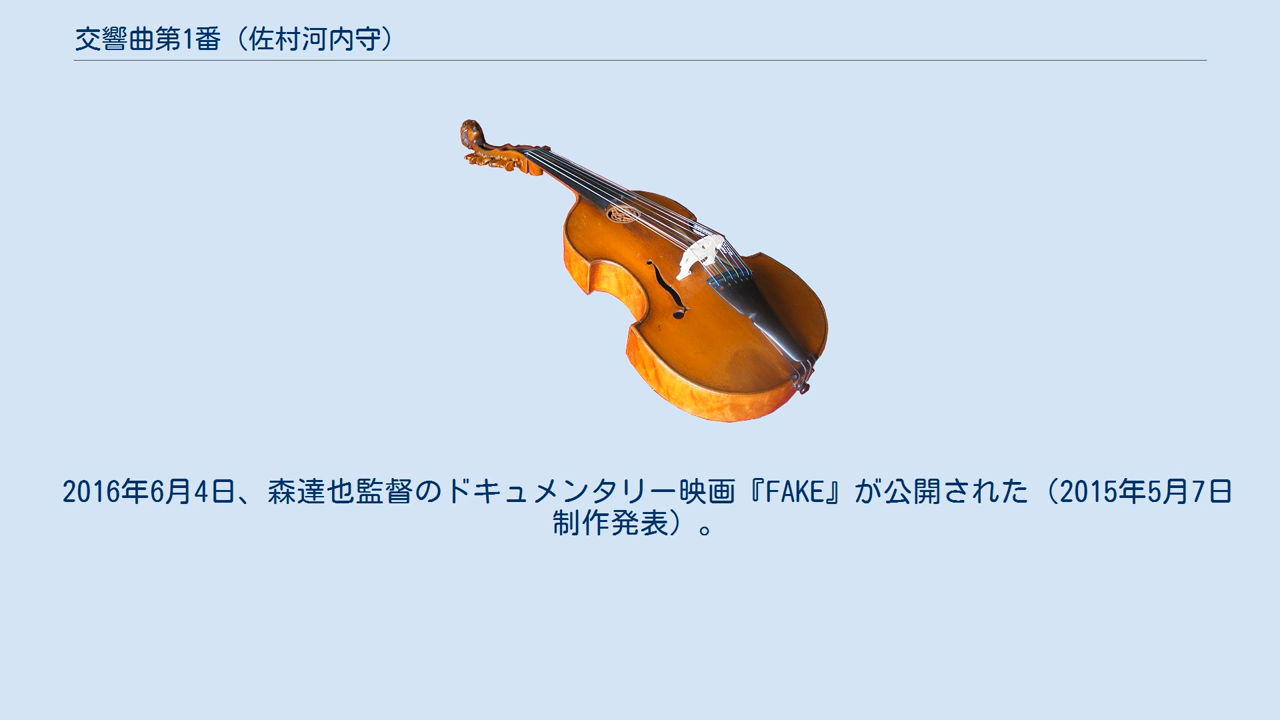 交響曲第1番（佐村河内守）
2016年6月4日、森達也監督のドキュメンタリー映画『FAKE』が公開された（2015年5月7日
制作発表）。